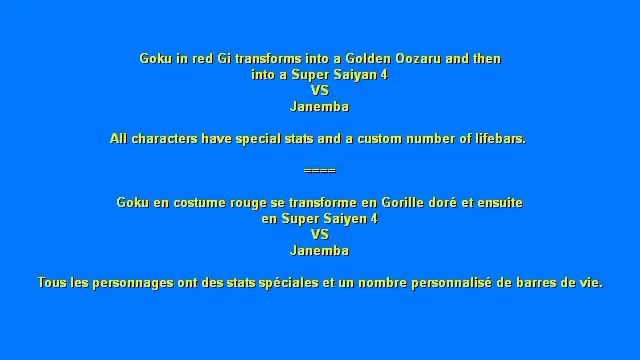 Goku in red Gi transforms into a Golden Oozaru and then
into a Super Saiyan 4
VS
Janemba
All characters have special stats and a custom number of lifebars.
====
Goku en costume rouge se transforme en Gorille doré et ensuite
en Super Saiyen 4
VS
Janemba
Tous les personnages ont des stats spéciales et un nombre personnalisé de barres de vie.